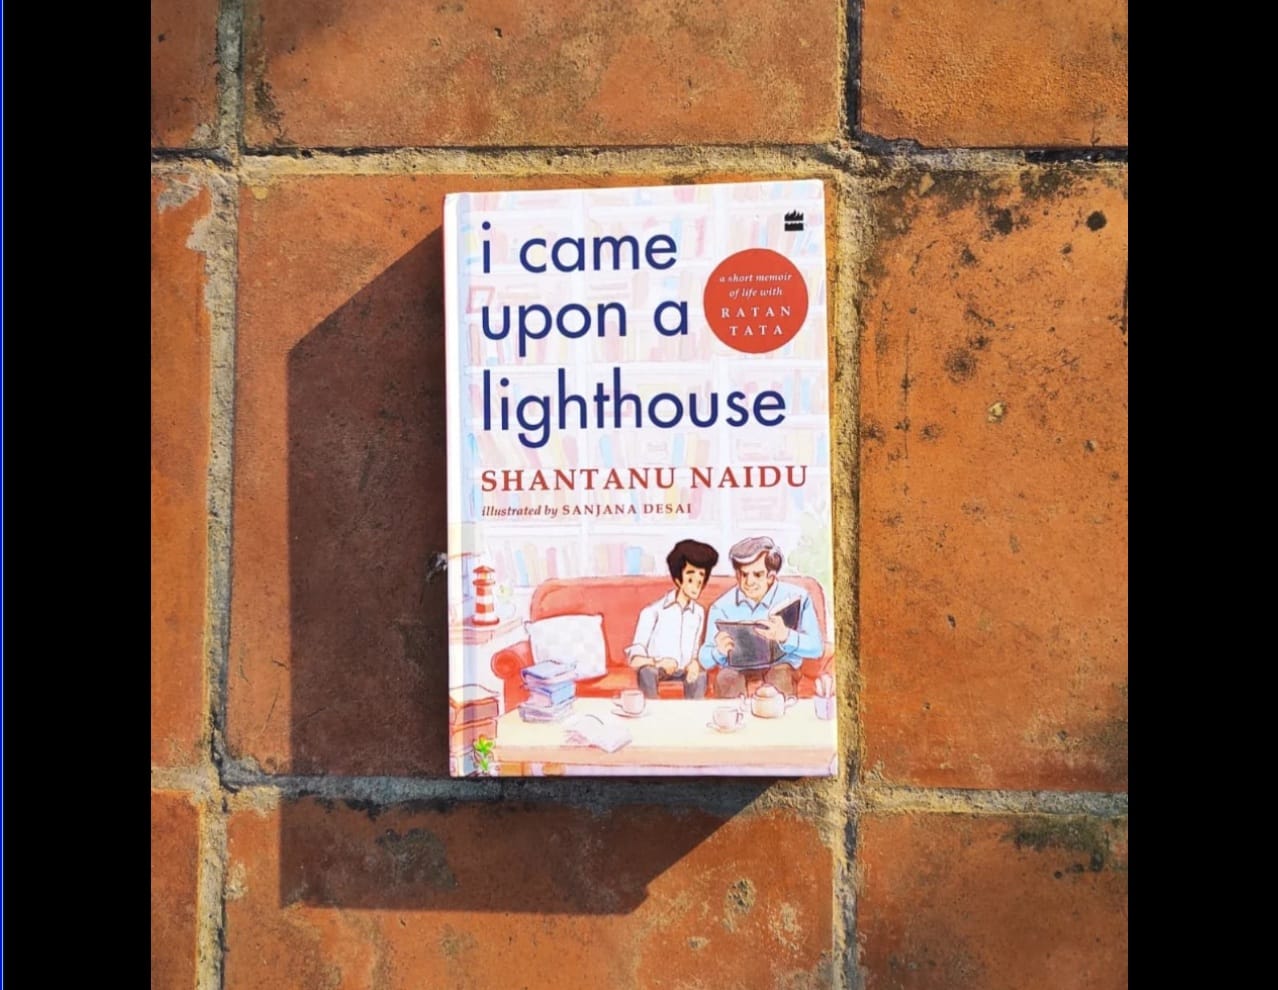 i came
upon a
lighthouse
a short memoir
of life with
RATAN
TATA
SHANTANU NAIDU
illustrated by SANJANA DESAI